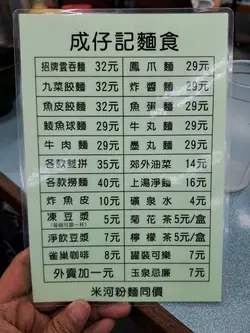 成仔記麵食
招牌雲吞麵 32元 鳳爪麵 29元
九菜餃麵 32元 炸醬麵 29元
魚皮餃麵 32元 魚蛋麵 29元
鯪魚球麵 29元 牛丸麵 29元
牛肉麵 29元 墨丸麵 29元
各款雙拼 35元 郊外油菜 14元
各款撈麵 40元 上湯淨麵 16元
炸魚皮 10元 礦泉水 4元
凍豆漿 5元 菊花茶 5元/盒
淨飲豆漿 7元 檸檬茶 5元/盒
雀巢咖啡 8元 罐裝可樂 7元
外賣加一元 玉泉忌廉 7元
米河粉麵同價